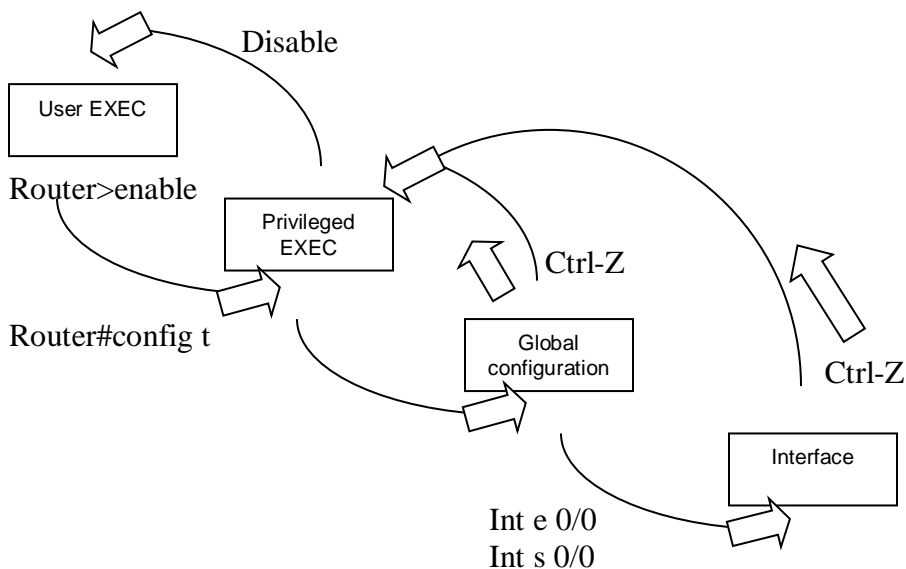 Disable
User EXEC
Router>enable
Privileged
EXEC
Ctrl-Z
Router#config t
Global
configuration
Ctrl-Z
Interface
Int e 0/0
Int s 0/0